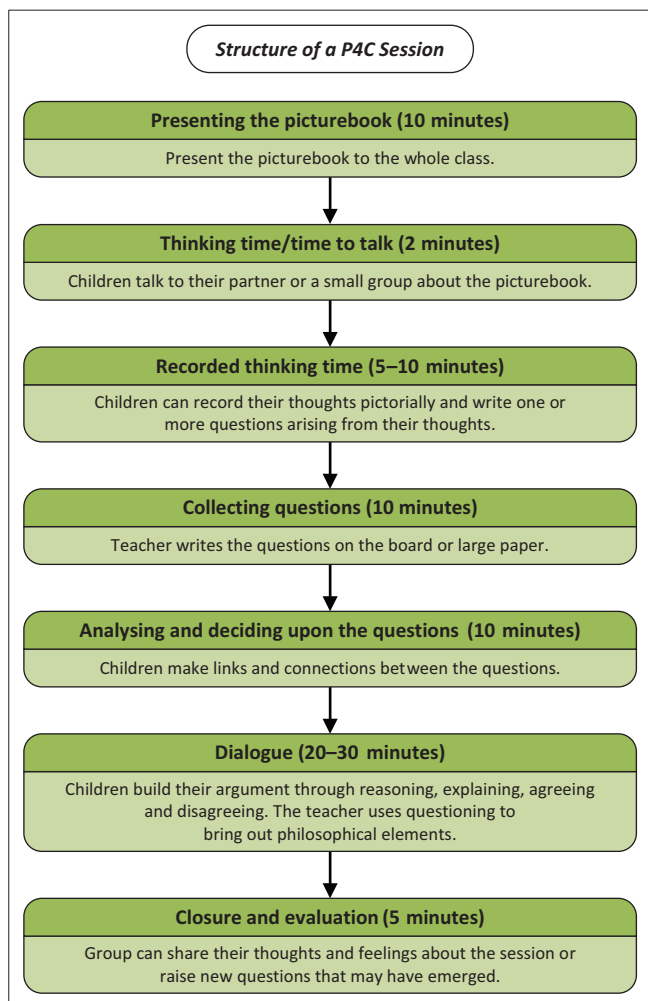 Structure of a P4C Session
Presenting the picturebook (10 minutes)
Present the picturebook to the whole class.
Thinking time/time to talk (2 minutes)
Children talk to their partner or a small group about the picturebook.
Recorded thinking time (5–10 minutes)
Children can record their thoughts pictorially and write one or
more questions arising from their thoughts.
Collecting questions (10 minutes)
Teacher writes the questions on the board or large paper.
Analysing and deciding upon the questions (10 minutes)
Children make links and connections between the questions.
Dialogue (20–30 minutes)
Children build their argument through reasoning, explaining, agreeing
and disagreeing. The teacher uses questioning to
bring out philosophical elements.
Closure and evaluation (5 minutes)
Group can share their thoughts and feelings about the session or
raise new questions that may have emerged.